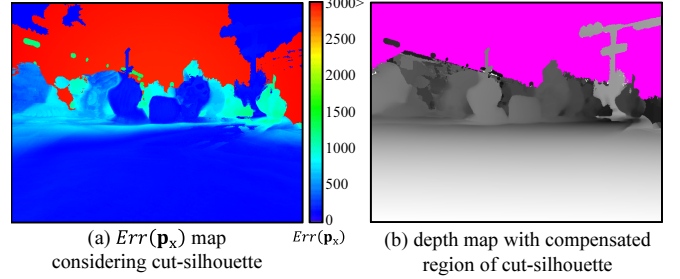 3000>
2500
2000
1500
1000
500
0
Err(𝐩ₓ)
(a) Err(𝐩ₓ) map
considering cut-silhouette
(b) depth map with compensated
region of cut-silhouette